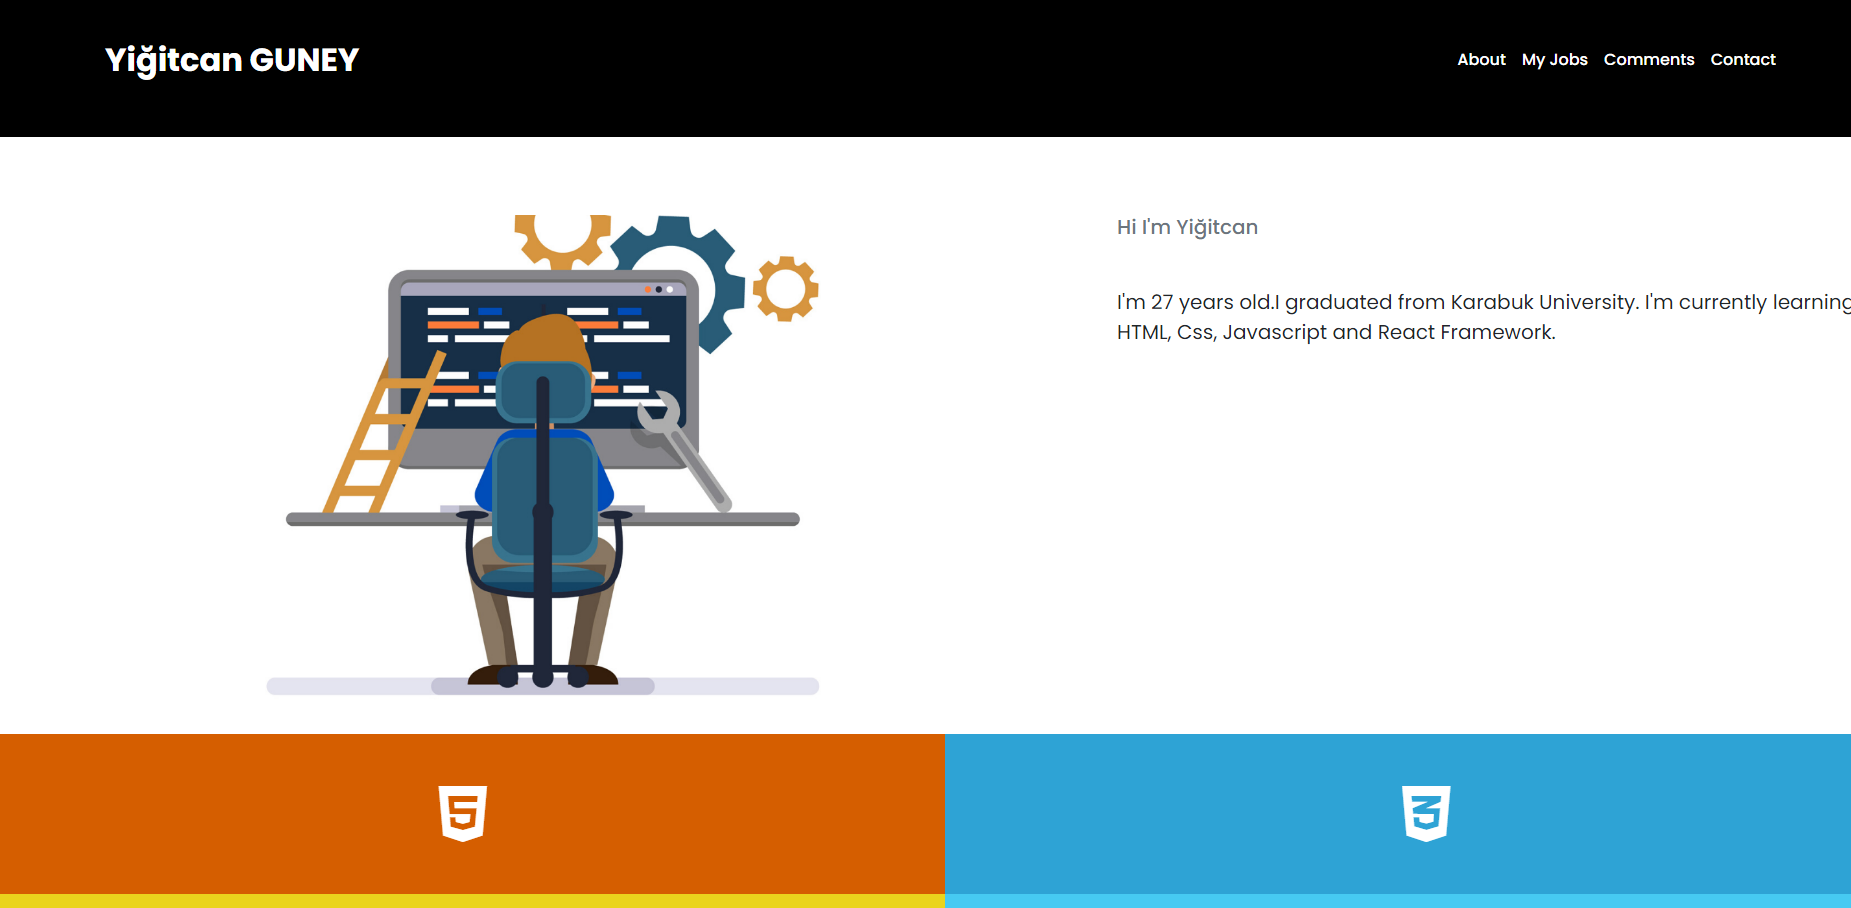 Yiğitcan GUNEY
About My Jobs Comments Contact
Hi I'm Yiğitcan
I'm 27 years old.I graduated from Karabuk University. I'm currently learning
HTML, Css, Javascript and React Framework.
5
3